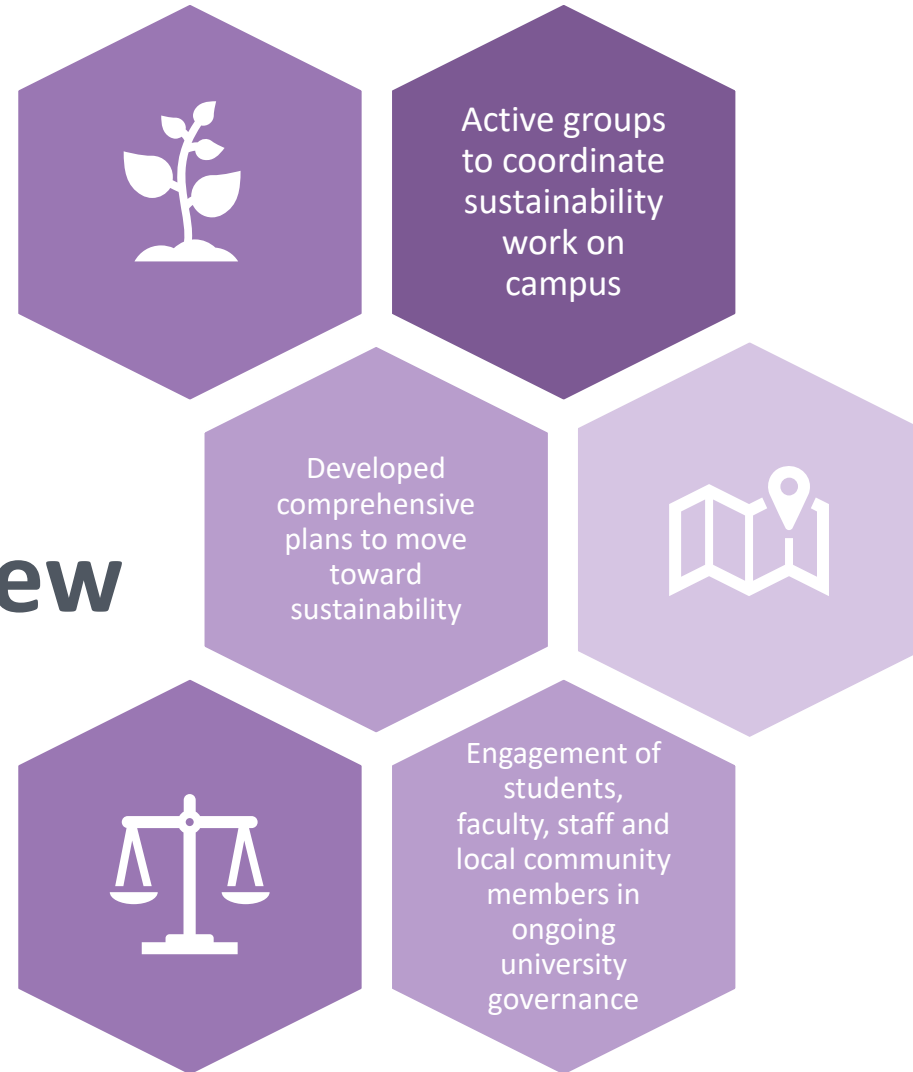 Active groups
to coordinate
sustainability
work on
campus
ew
Developed
comprehensive
plans to move
toward
sustainability
Engagement of
students,
faculty, staff and
local community
members in
ongoing
university
governance